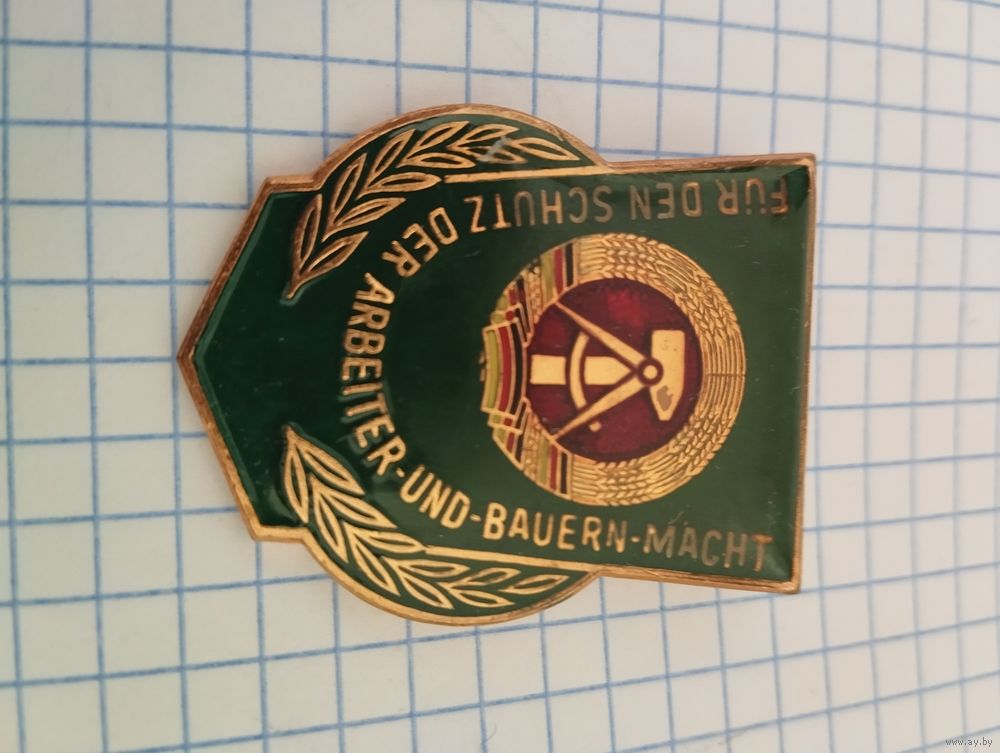 FÜR DEN SCHUTZ DER ARBEITER-UND-BAUERN-MACHT
www.ay.by